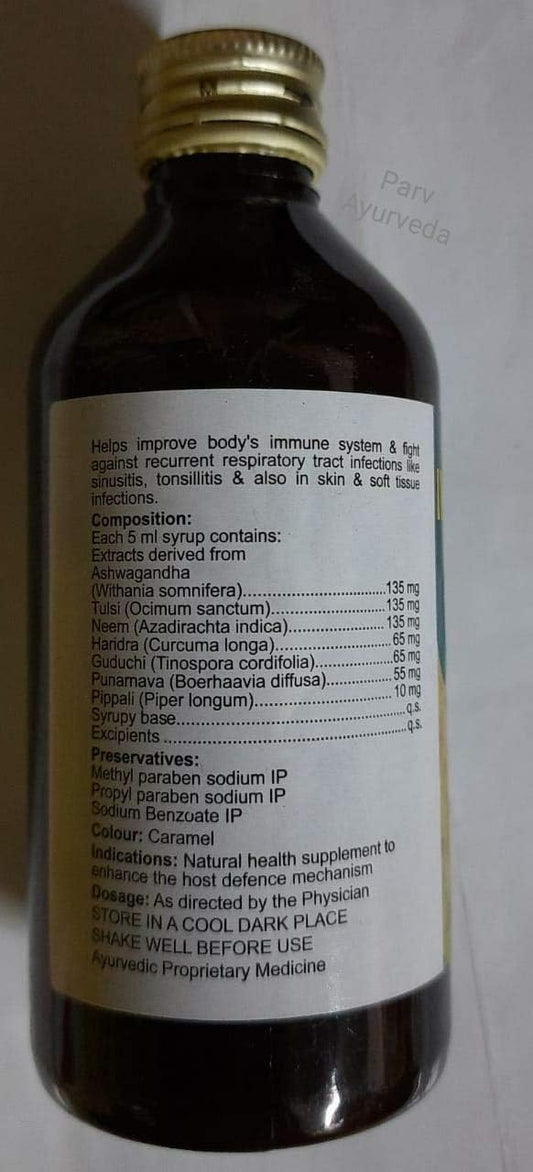 Parv
Ayurveda
Helps improve body's immune system & fight
against recurrent respiratory tract infections like
sinusitis, tonsillitis & also in skin & soft tissue
infections.
Composition:
Each 5 ml syrup contains:
Extracts derived from
Ashwagandha
(Withania somnifera)..............................135 mg
Tulsi (Ocimum sanctum)........................135 mg
Neem (Azadirachta indica).....................135 mg
Haridra (Curcuma longa)........................65 mg
Guduchi (Tinospora cordifolia)................65 mg
Punarnava (Boerhaavia diffusa)..............55 mg
Pippali (Piper longum)............................10 mg
Syrupy base...............................................q.s.
Excipients..................................................q.s.
Preservatives:
Methyl paraben sodium IP
Propyl paraben sodium IP
Sodium Benzoate IP
Colour: Caramel
Indications: Natural health supplement to
enhance the host defence mechanism
Dosage: As directed by the Physician
STORE IN A COOL DARK PLACE
SHAKE WELL BEFORE USE
Ayurvedic Proprietary Medicine